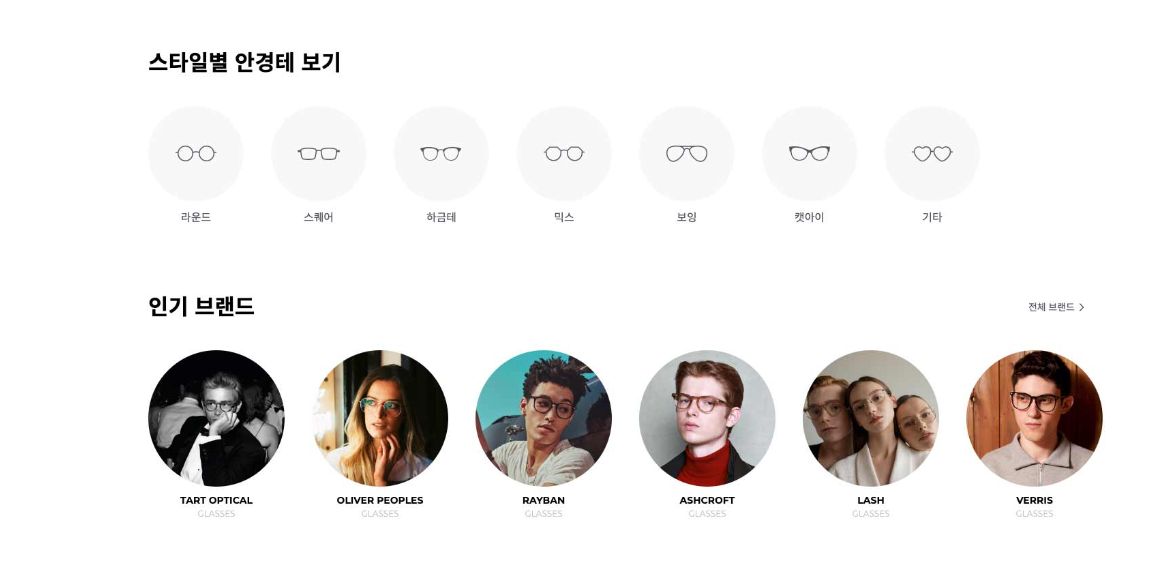 스타일별 안경테 보기
라운드
스퀘어
하금테
믹스
보잉
캣아이
기타
인기 브랜드
전체 브랜드 >
TART OPTICAL
GLASSES
OLIVER PEOPLES
GLASSES
RAYBAN
GLASSES
ASHCROFT
GLASSES
LASH
GLASSES
VERRIS
GLASSES